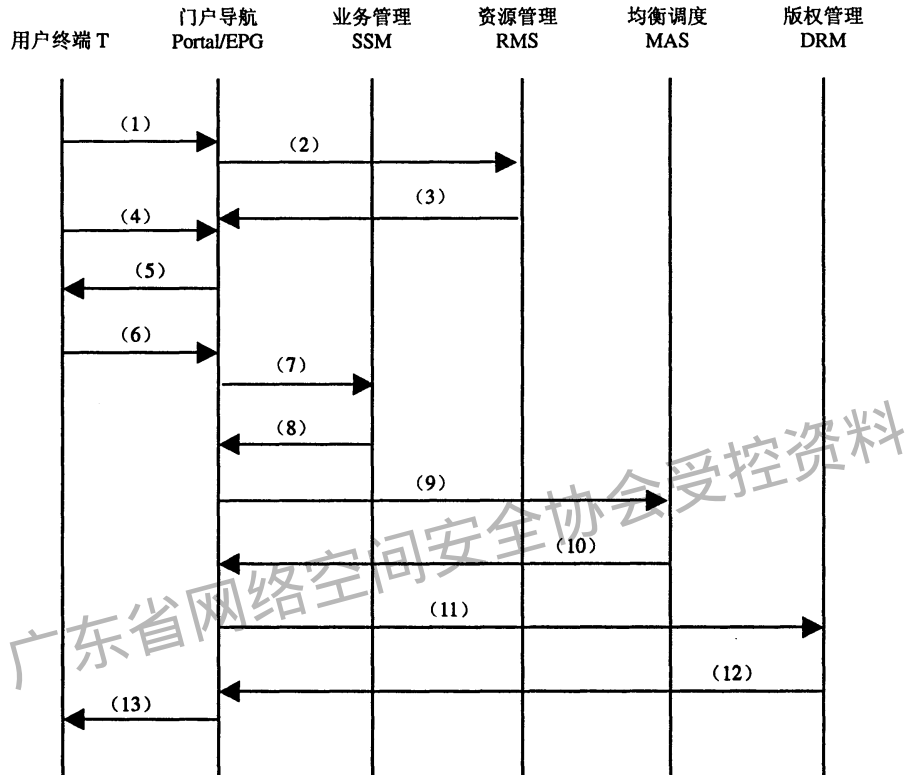 用户终端 T
门户导航
Portal/EPG
业务管理
SSM
资源管理
RMS
均衡调度
MAS
版权管理
DRM
（1）
（2）
（3）
（4）
（5）
（6）
（7）
（8）
（9）
（10）
（11）
（12）
（13）
广东省网络空间安全协会受控资料